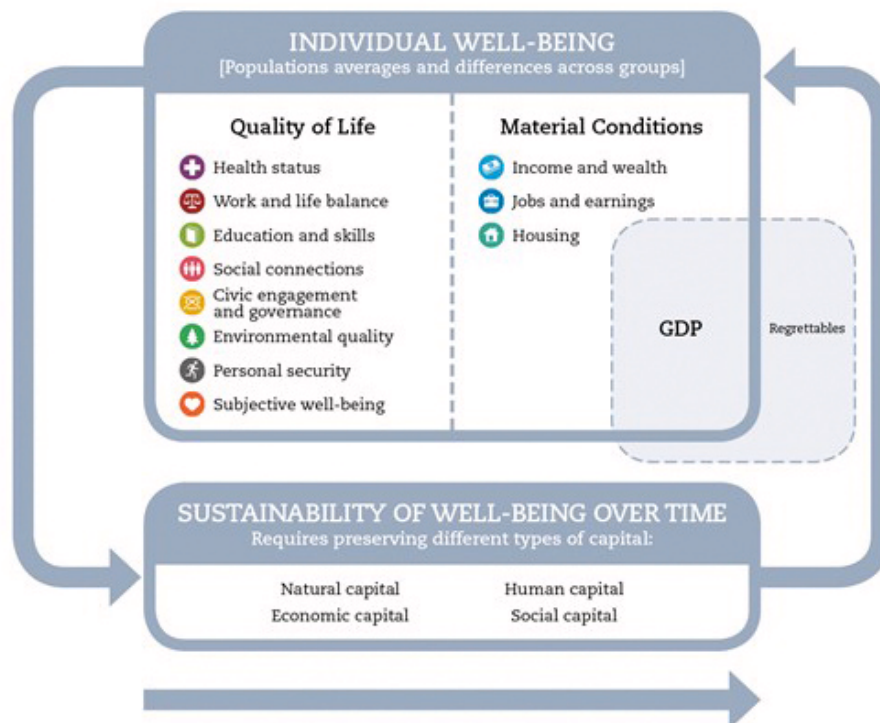 INDIVIDUAL WELL-BEING
[Populations averages and differences across groups]
Quality of Life
Health status
Work and life balance
Education and skills
Social connections
Civic engagement
and governance
Environmental quality
Personal security
Subjective well-being
Material Conditions
Income and wealth
Jobs and earnings
Housing
GDP
Regrettables
SUSTAINABILITY OF WELL-BEING OVER TIME
Requires preserving different types of capital:
Natural capital
Human capital
Economic capital
Social capital